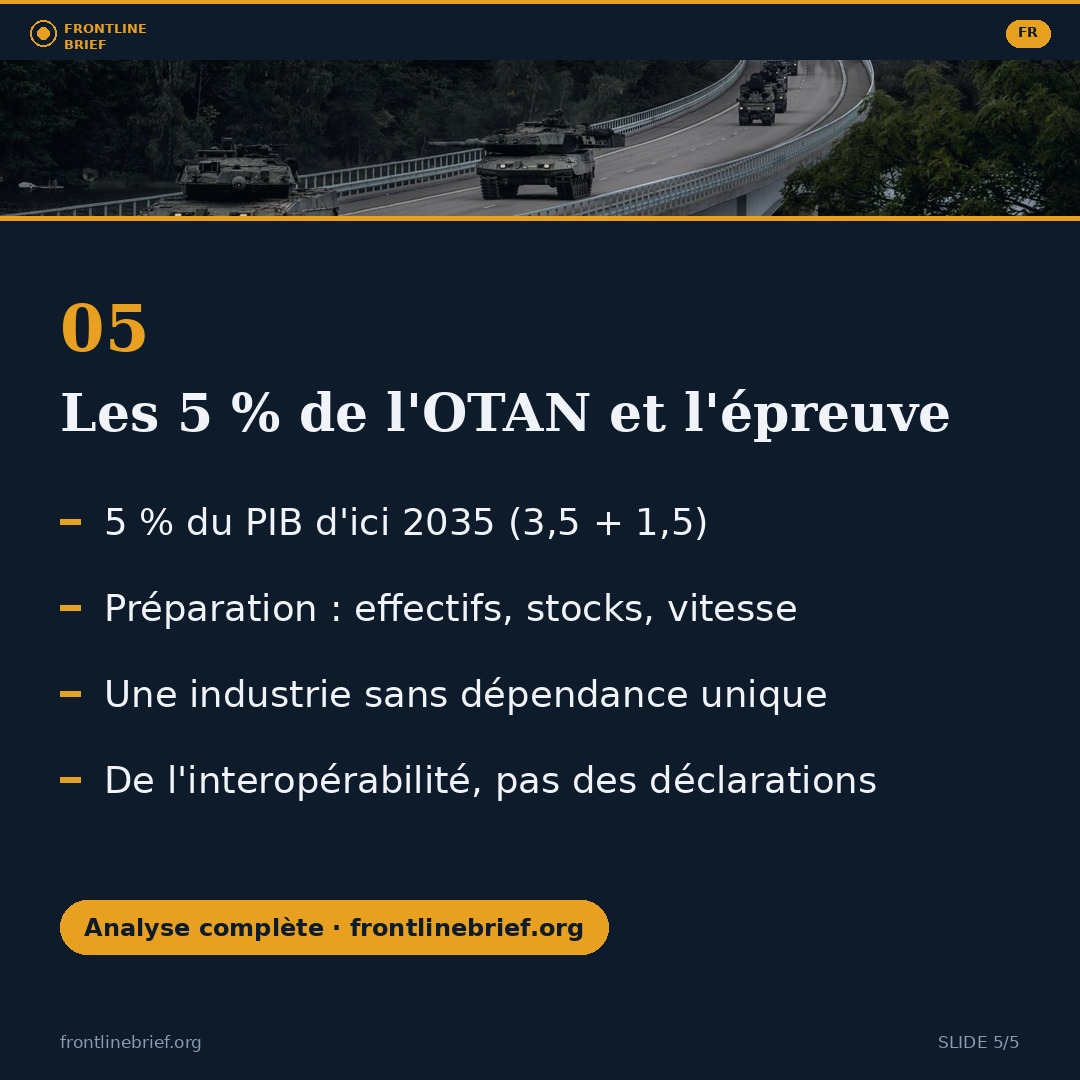 FRONTLINE
BRIEF
FR
05
Les 5 % de l'OTAN et l'épreuve
5 % du PIB d'ici 2035 (3,5 + 1,5)
Préparation : effectifs, stocks, vitesse
Une industrie sans dépendance unique
De l'interopérabilité, pas des déclarations
Analyse complète · frontlinebrief.org
frontlinebrief.org
SLIDE 5/5